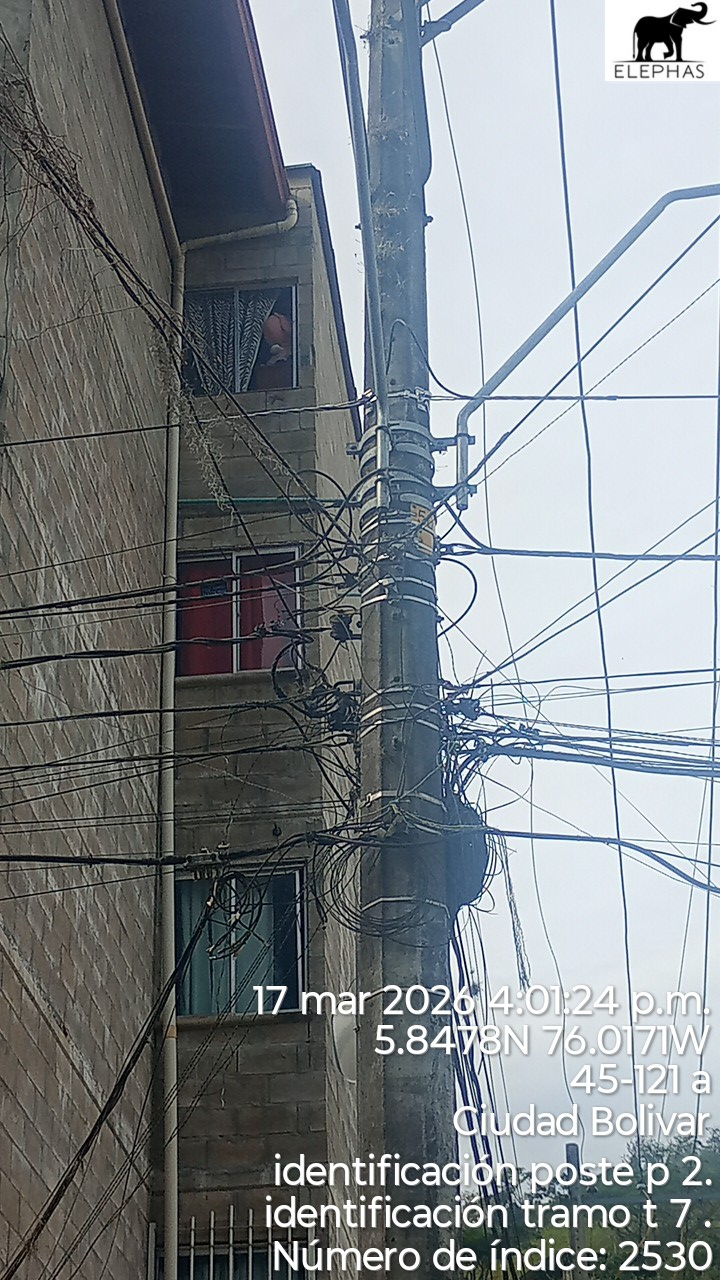 ELEPHAS
17 mar 2026 4:01:24 p.m.
5.8478N 76.0171W
45-121 a
Ciudad Bolivar
identificación poste p 2.
identificación tramo t 7 .
Número de índice: 2530